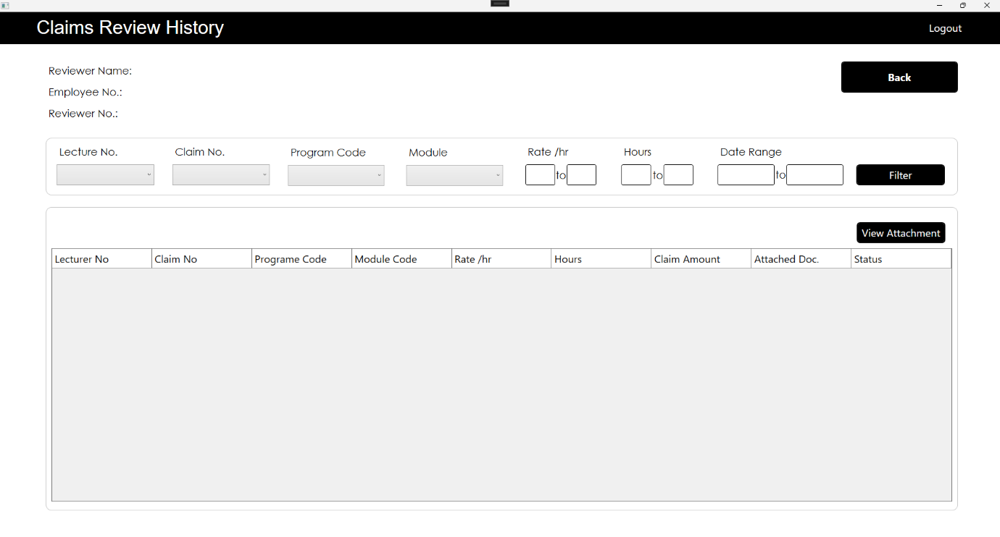 Claims Review History
Logout
Reviewer Name:
Back
Employee No.:
Reviewer No.:
Lecture No. Claim No. Program Code Module Rate /hr Hours Date Range
to to to Filter
View Attachment
Lecturer No Claim No Programe Code Module Code Rate /hr Hours Claim Amount Attached Doc. Status